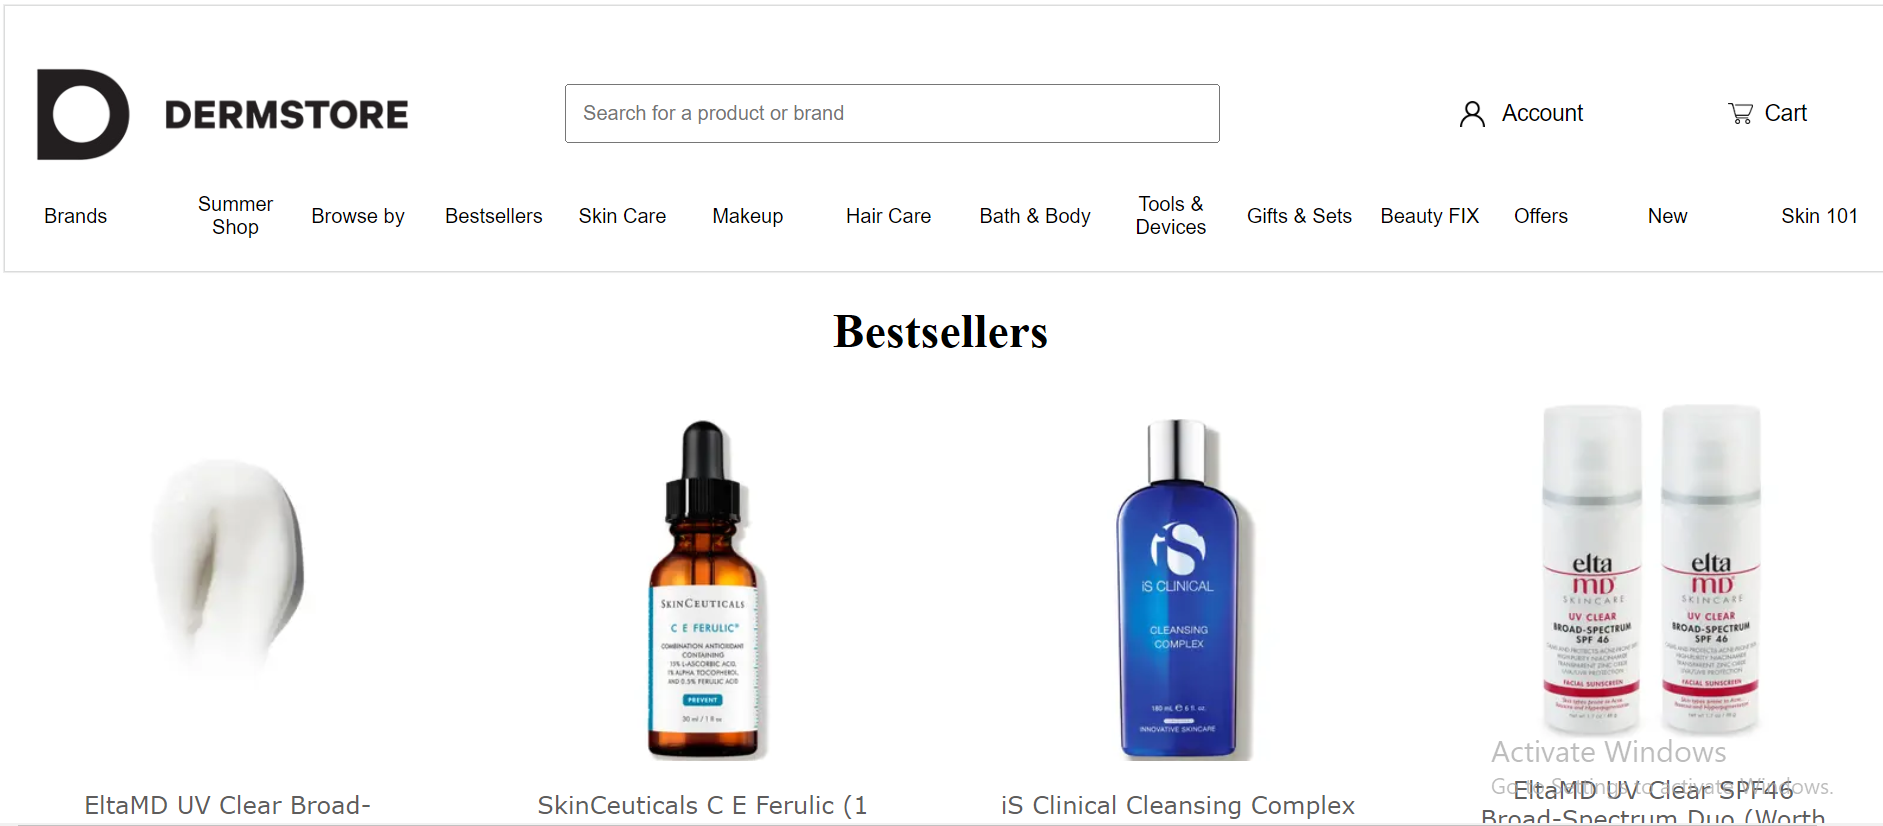 DERMSTORE
Search for a product or brand
Account
Cart
Brands
Summer
Shop
Browse by
Bestsellers
Skin Care
Makeup
Hair Care
Bath & Body
Tools &
Devices
Gifts & Sets
Beauty FIX
Offers
New
Skin 101
Bestsellers
SKINCEUTICALS
C E FERULIC®
COMBINATION ANTIOXIDANT
CONTAINING
15% L-ASCORBIC ACID,
1% ALPHA TOCOPHEROL,
AND 0.5% FERULIC ACID
PREVENT
30 ml / 1 fl oz
iS
iS CLINICAL
CLEANSING
COMPLEX
180 mL ℮ 6 fl. oz.
INNOVATIVE SKINCARE
elta
MD
SKINCARE
UV CLEAR
BROAD-SPECTRUM
SPF 46
FACIAL SUNSCREEN
elta
MD
SKINCARE
UV CLEAR
BROAD-SPECTRUM
SPF 46
FACIAL SUNSCREEN
Activate Windows
Go to Settings to activate Windows.
EltaMD UV Clear Broad-
SkinCeuticals C E Ferulic (1
iS Clinical Cleansing Complex
EltaMD UV Clear SPF46
Broad-Spectrum Duo (Worth